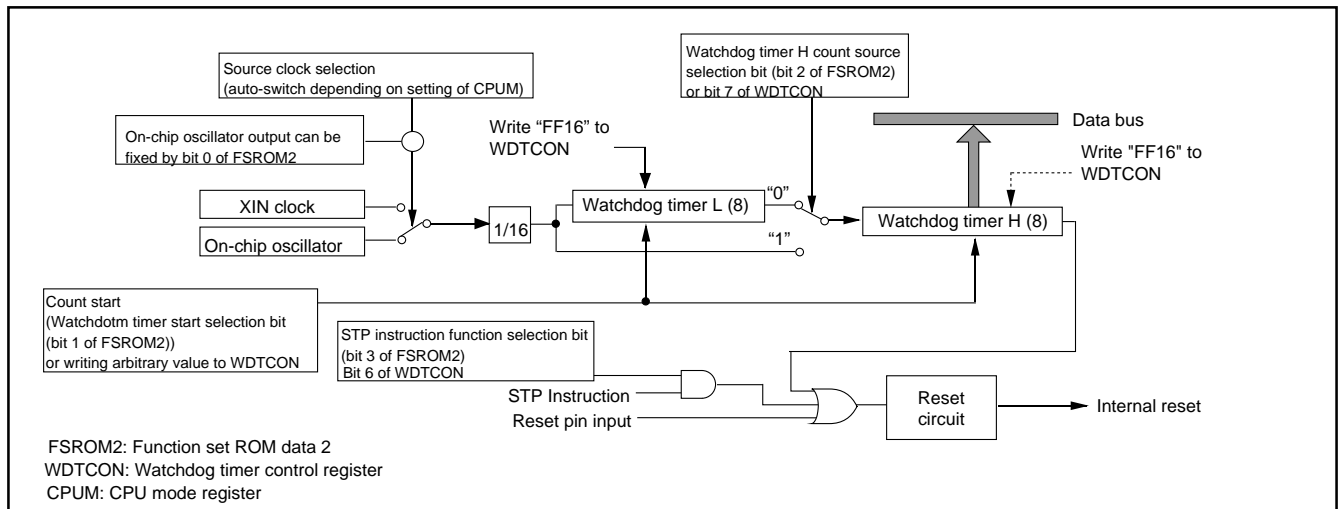 Source clock selection
(auto-switch depending on setting of CPUM)
Watchdog timer H count source
selection bit (bit 2 of FSROM2)
or bit 7 of WDTCON
On-chip oscillator output can be
fixed by bit 0 of FSROM2
Write “FF16” to
WDTCON
Data bus
Write "FF16" to
WDTCON
XIN clock
On-chip oscillator
1/16
Watchdog timer L (8)
“0”
“1”
Watchdog timer H (8)
Count start
(Watchdotm timer start selection bit
(bit 1 of FSROM2))
or writing arbitrary value to WDTCON
STP instruction function selection bit
(bit 3 of FSROM2)
Bit 6 of WDTCON
STP Instruction
Reset pin input
Reset
circuit
Internal reset
FSROM2: Function set ROM data 2
WDTCON: Watchdog timer control register
CPUM: CPU mode register